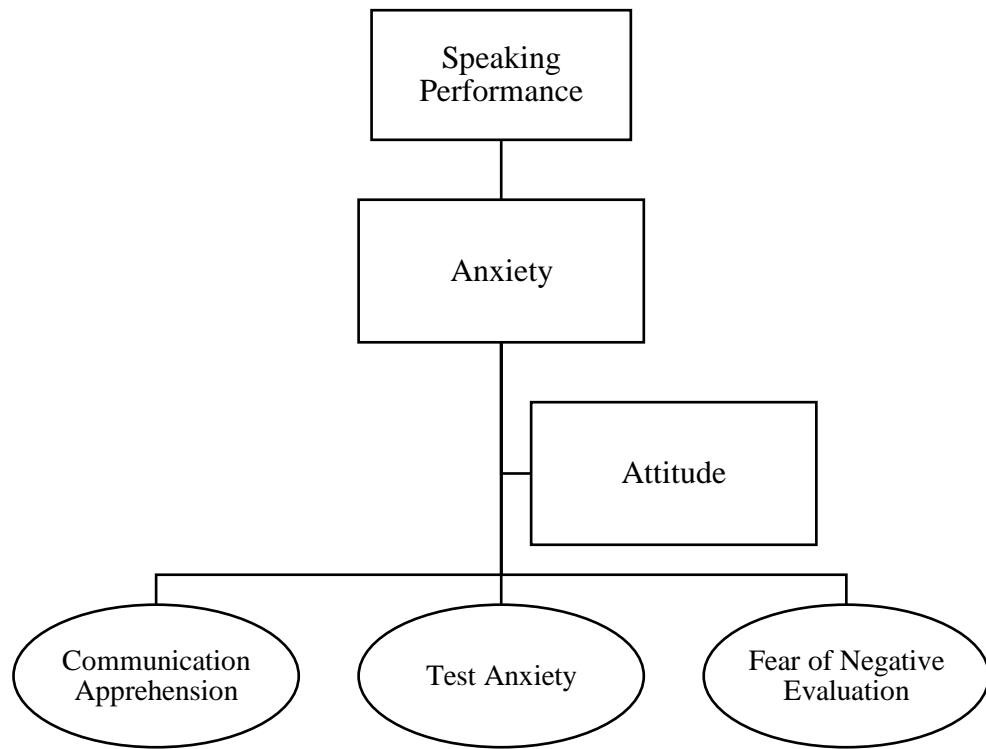 Speaking
Performance
Anxiety
Attitude
Communication
Apprehension
Test Anxiety
Fear of Negative
Evaluation